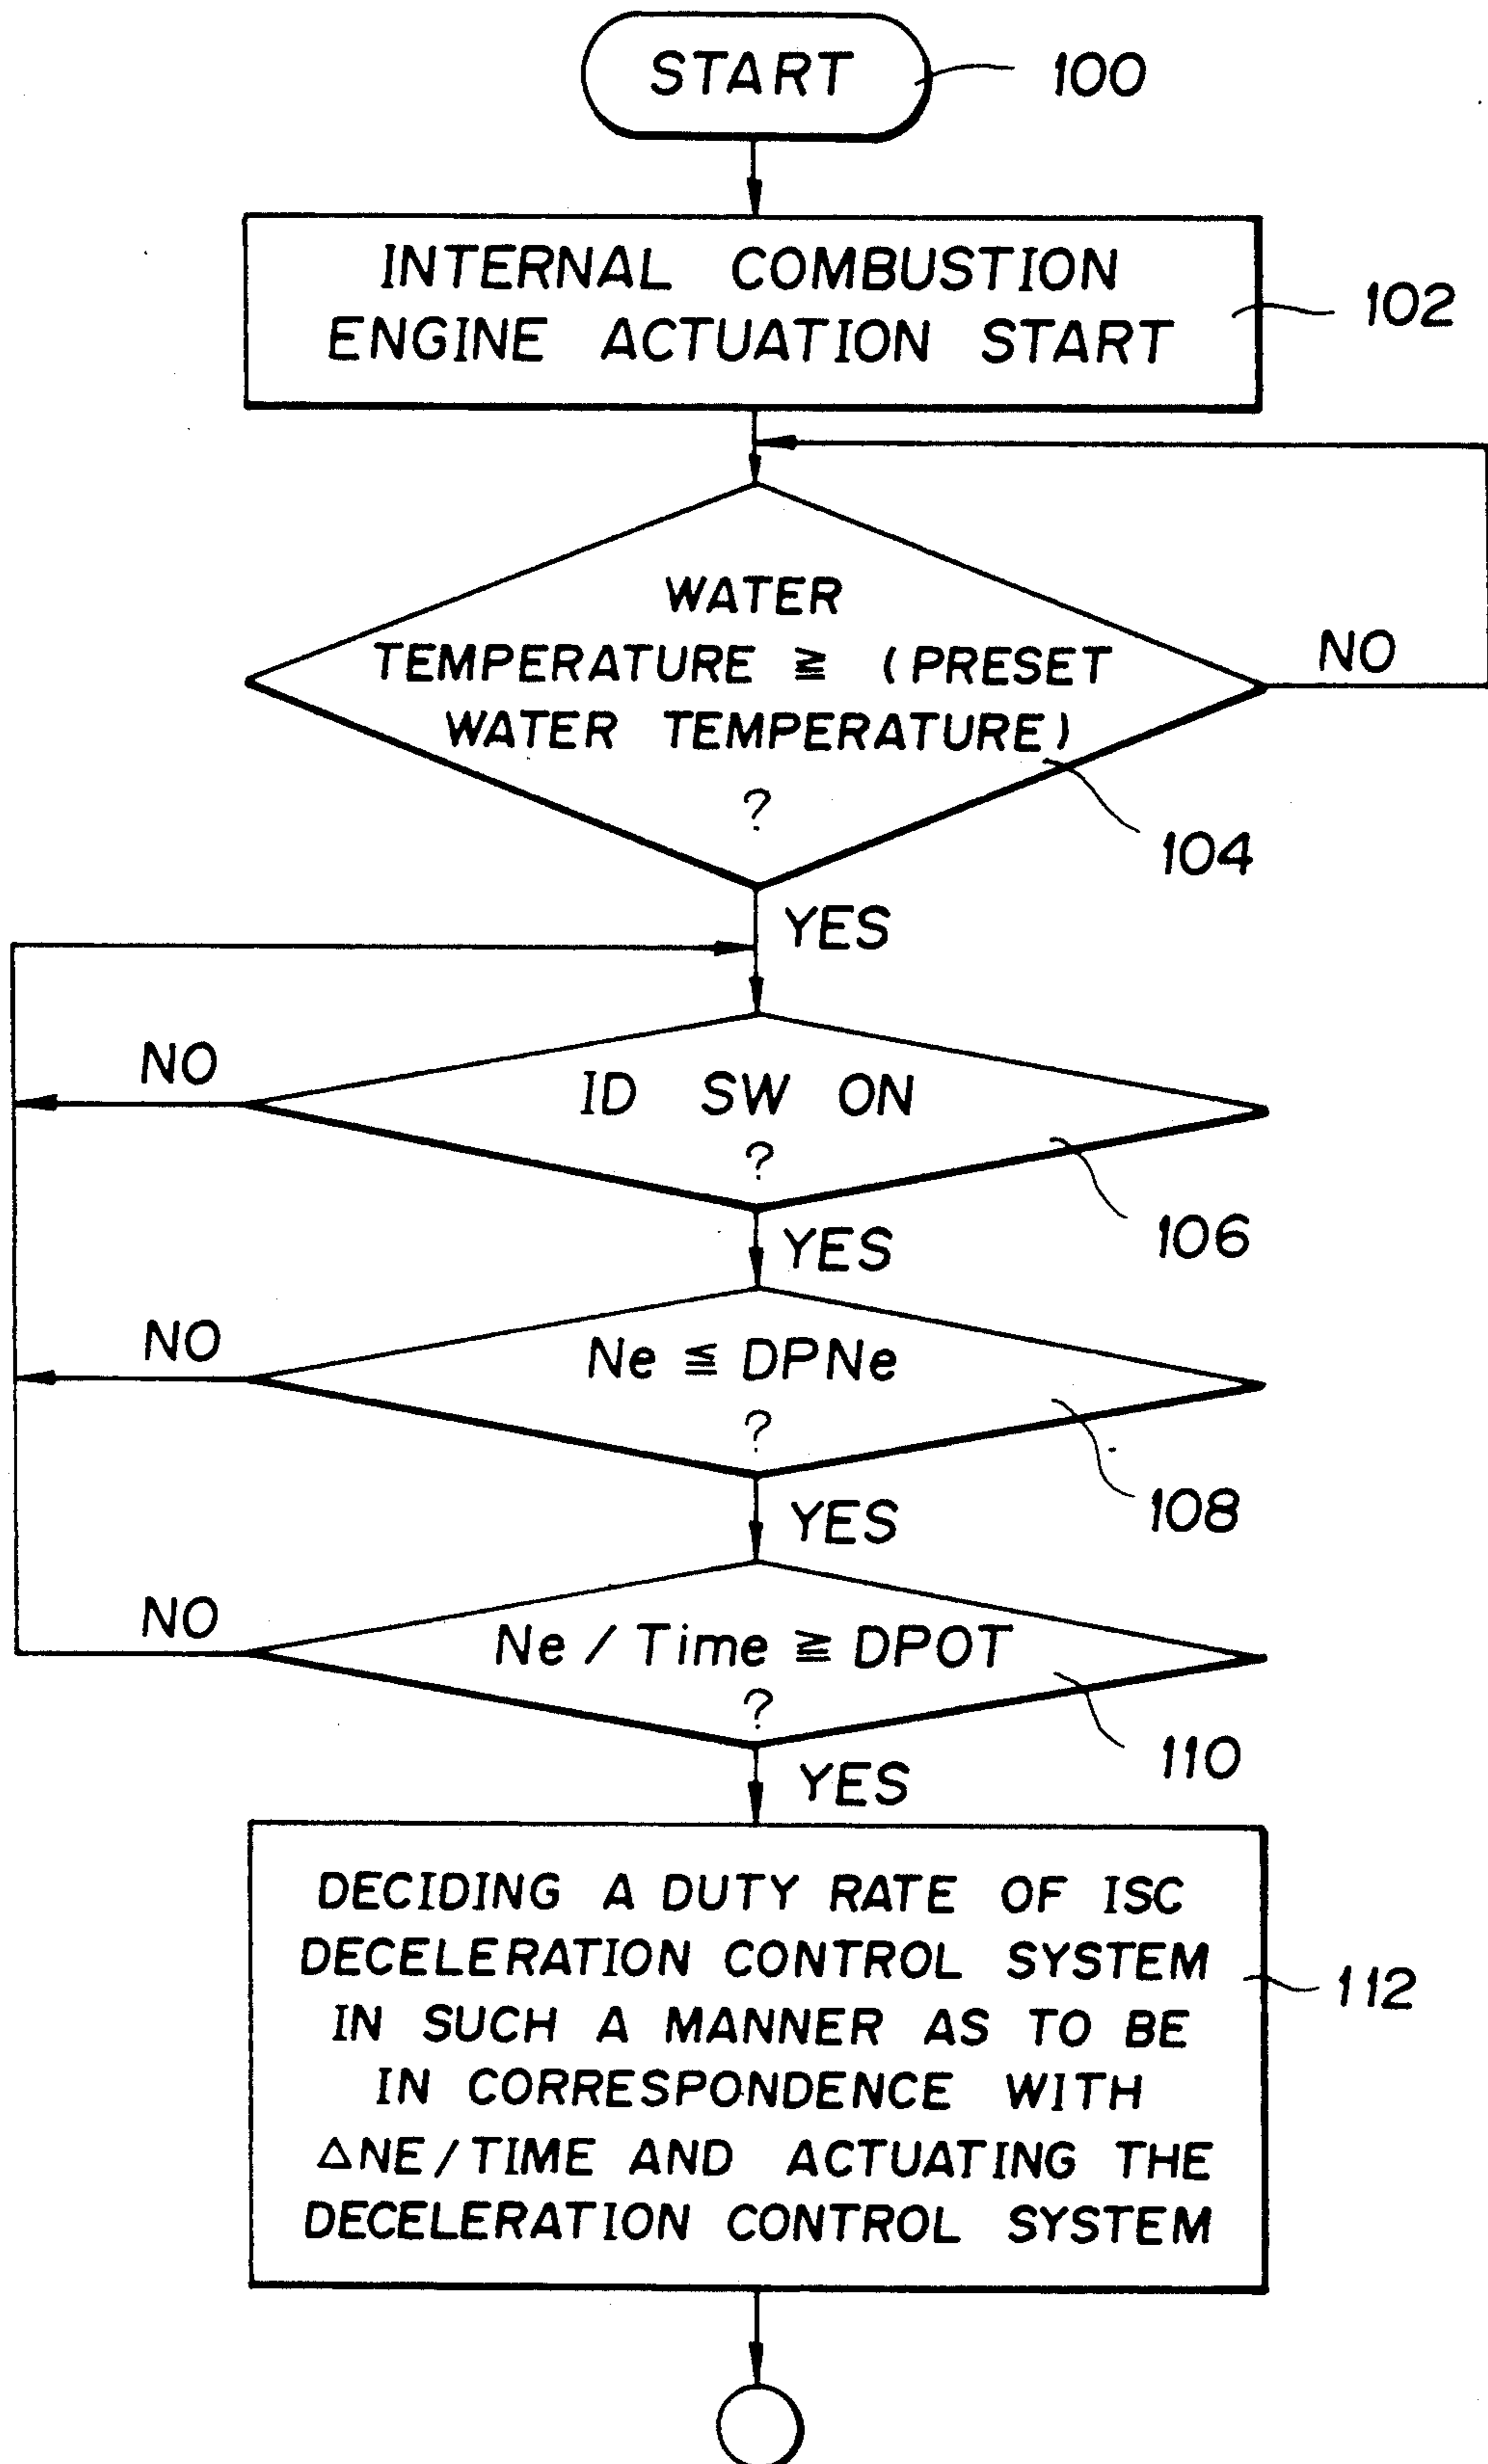 START
100
INTERNAL COMBUSTION
ENGINE ACTUATION START
102
WATER
TEMPERATURE ≧ (PRESET
WATER TEMPERATURE)
?
NO
104
YES
NO
ID SW ON
?
106
YES
NO
Ne ≦ DPNe
?
108
YES
NO
Ne / Time ≧ DPOT
?
110
YES
DECIDING A DUTY RATE OF ISC
DECELERATION CONTROL SYSTEM
IN SUCH A MANNER AS TO BE
IN CORRESPONDENCE WITH
△NE/TIME AND ACTUATING THE
DECELERATION CONTROL SYSTEM
112